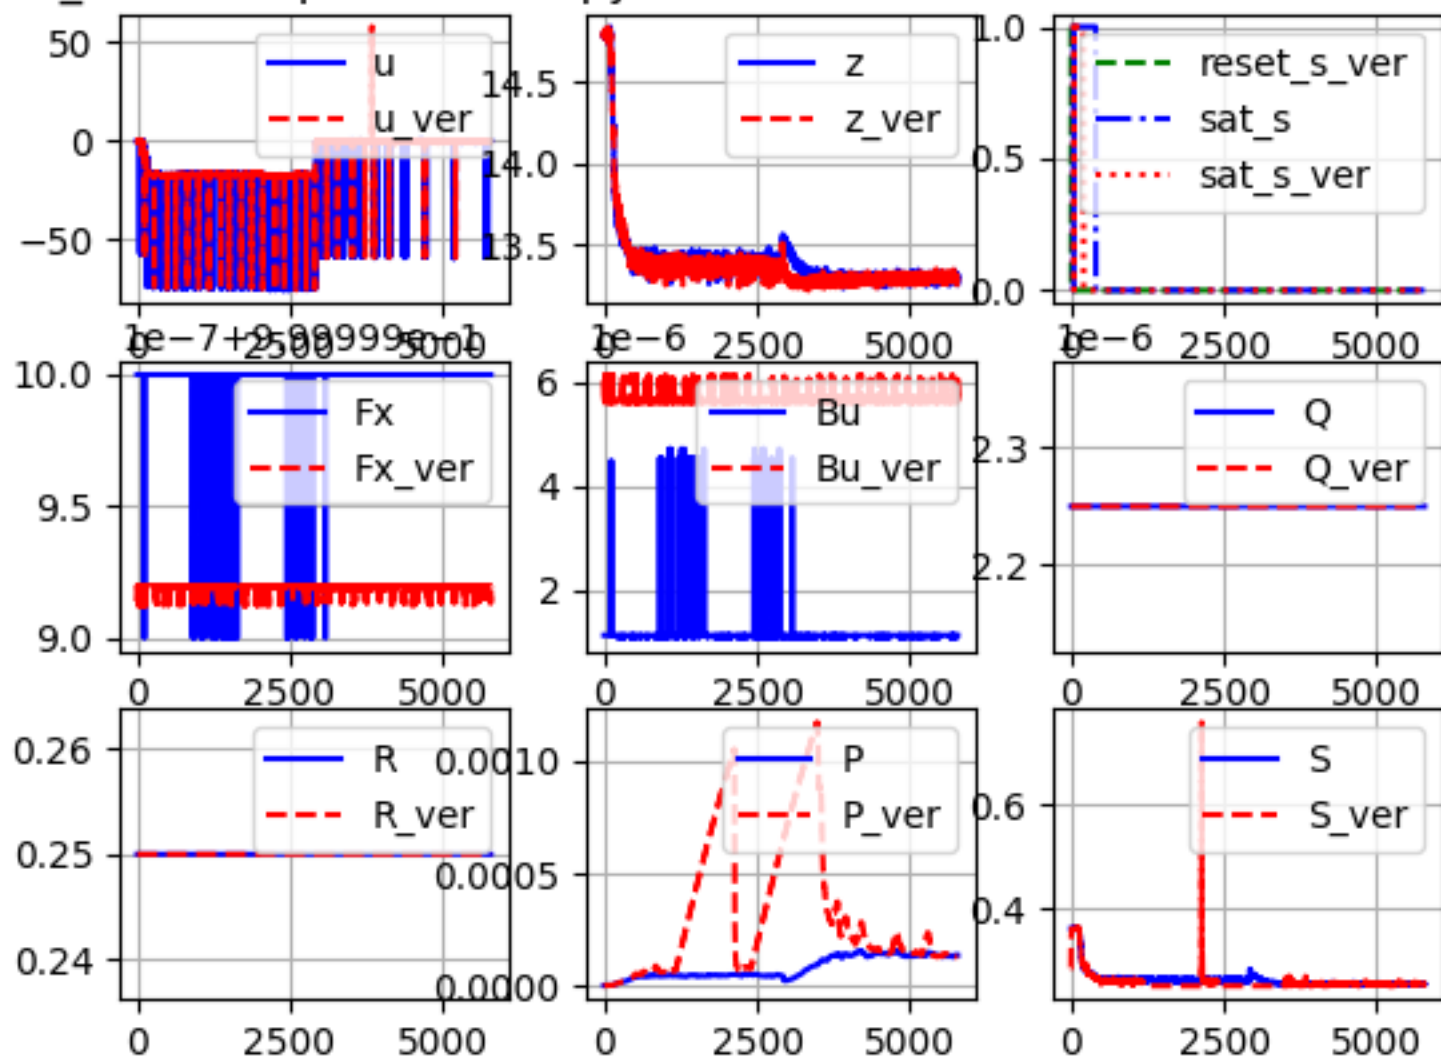 u
u_ver
50
0
−50
z
z_ver
14.5
14.0
13.5
reset_s_ver
sat_s
sat_s_ver
1.0
0.5
0.0
0 2500 5000
0 2500 5000
0 2500 5000
1e−7+9.99999e−1
Fx
Fx_ver
10.0
9.5
9.0
1e−6
Bu
Bu_ver
6
4
2
1e−6
Q
Q_ver
2.3
2.2
0 2500 5000
0 2500 5000
0 2500 5000
R
R_ver
0.26
0.25
0.24
P
P_ver
0.0010
0.0005
0.0000
S
S_ver
0.6
0.4
0 2500 5000
0 2500 5000
0 2500 5000